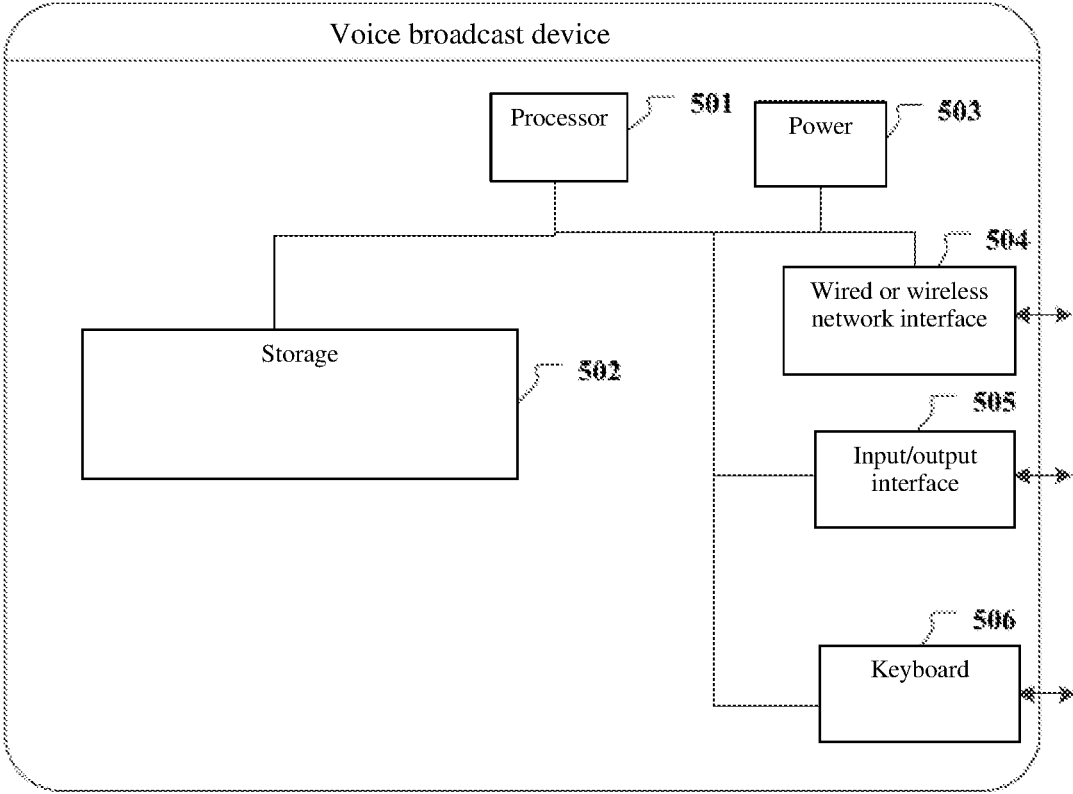 Voice broadcast device
Processor
501
Power
503
504
Wired or wireless
network interface
Storage
502
505
Input/output
interface
506
Keyboard